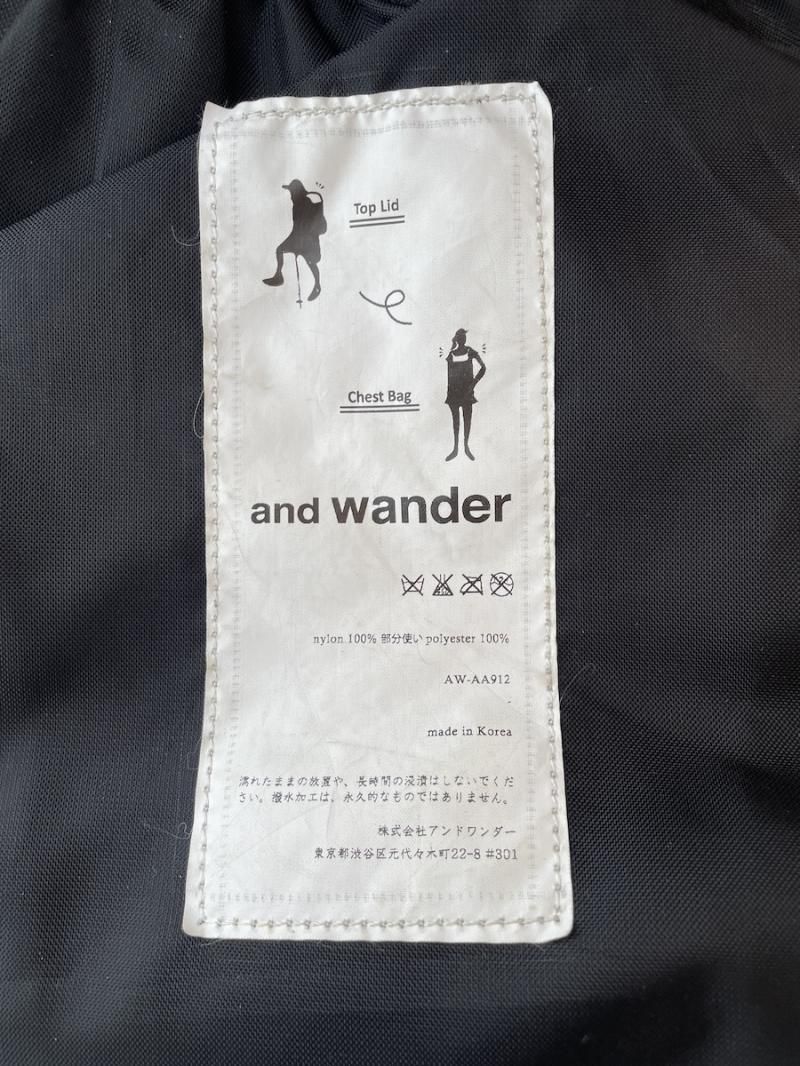 Top Lid
Chest Bag
and wander
nylon 100% 部分使い polyester 100%
AW-AA912
-
made in Korea
濡れたままの放置や、長時間の浸漬はしないでくだ
さい。撥水加工は、永久的なものではありません。
株式会社アンドワンダー
東京都渋谷区元代々木町22-8 #301